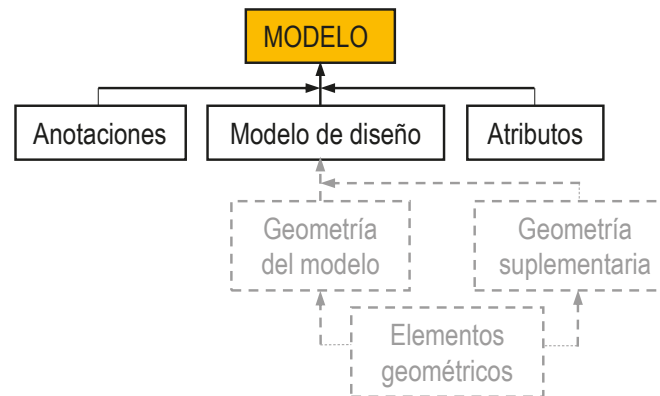 MODELO
Anotaciones
Modelo de diseño
Atributos
Geometría
del modelo
Geometría
suplementaria
Elementos
geométricos